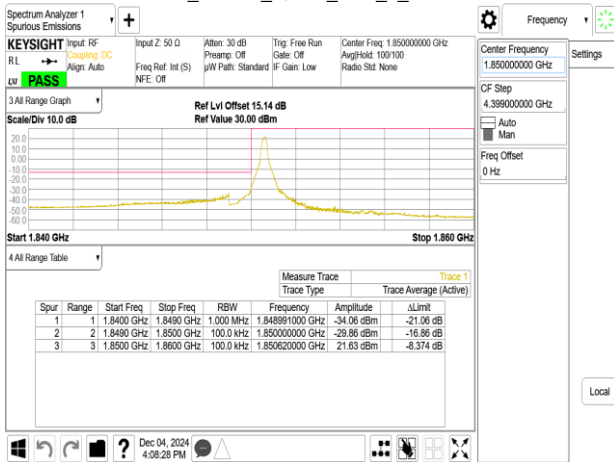 Spectrum Analyzer 1
Spurious Emissions
+
Frequency
KEYSIGHT
RL
LXI
PASS
Input: RF
Coupling: DC
Align: Auto
Input Z: 50 Ω
Freq Ref: Int (S)
NFE: Off
Atten: 30 dB
Preamp: Off
µW Path: Standard
Trig: Free Run
Gate: Off
IF Gain: Low
Center Freq: 1.850000000 GHz
Avg|Hold: 100/100
Radio Std: None
Center Frequency
1.850000000 GHz
Settings
CF Step
4.399000000 GHz
Auto
Man
Freq Offset
0 Hz
Local
3 All Range Graph
Scale/Div 10.0 dB
Ref Lvl Offset 15.14 dB
Ref Value 30.00 dBm
20.0
10.0
0.00
-10.0
-20.0
-30.0
-40.0
-50.0
-60.0
Start 1.840 GHz
Stop 1.860 GHz
4 All Range Table
Measure Trace Trace 1
Trace Type Trace Average (Active)
Spur Range Start Freq Stop Freq RBW Frequency Amplitude ΔLimit
1 1 1.8400 GHz 1.8490 GHz 1.000 MHz 1.848991000 GHz -34.06 dBm -21.06 dB
2 2 1.8490 GHz 1.8500 GHz 100.0 kHz 1.850000000 GHz -29.86 dBm -16.86 dB
3 3 1.8500 GHz 1.8600 GHz 100.0 kHz 1.850620000 GHz 21.63 dBm -8.374 dB
?
Dec 04, 2024
4:08:28 PM